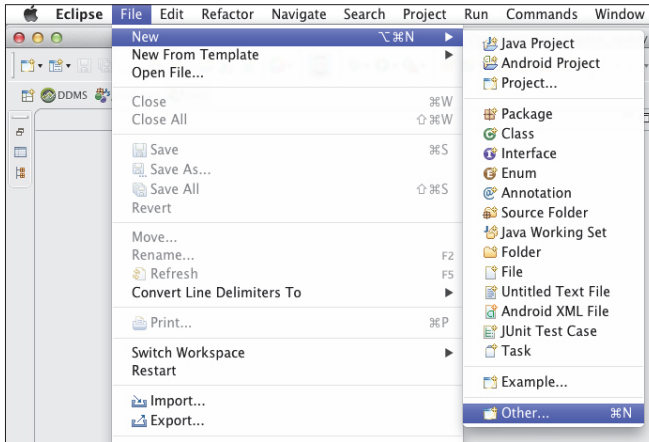 Eclipse File Edit Refactor Navigate Search Project Run Commands Window
New ⌥⌘N ▶
New From Template ▶
Open File...
Close ⌘W
Close All ⇧⌘W
Save ⌘S
Save As...
Save All ⇧⌘S
Revert
Move...
Rename... F2
Refresh F5
Convert Line Delimiters To ▶
Print... ⌘P
Switch Workspace ▶
Restart
Import...
Export...
DDMS
Java Project
Android Project
Project...
Package
Class
Interface
Enum
Annotation
Source Folder
Java Working Set
Folder
File
Untitled Text File
Android XML File
JUnit Test Case
Task
Example...
Other... ⌘N